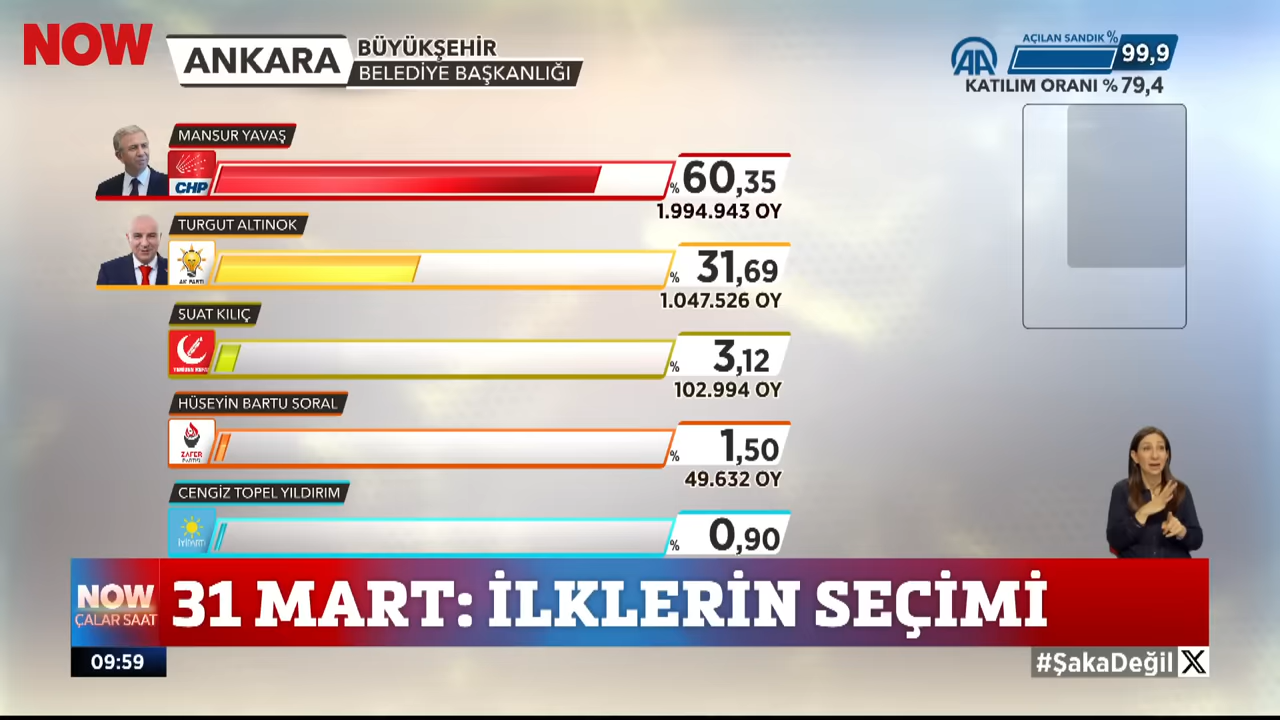 NOW
ANKARA
BÜYÜKŞEHİR
BELEDİYE BAŞKANLIĞI
AA
AÇILAN SANDIK %
99,9
KATILIM ORANI % 79,4
MANSUR YAVAŞ
CHP
% 60,35
1.994.943 OY
TURGUT ALTINOK
AK PARTİ
% 31,69
1.047.526 OY
SUAT KILIÇ
% 3,12
102.994 OY
HÜSEYİN BARTU SORAL
ZAFER
PARTİSİ
% 1,50
49.632 OY
CENGİZ TOPEL YILDIRIM
% 0,90
NOW
ÇALAR SAAT
31 MART: İLKLERİN SEÇİMİ
09:59
#ŞakaDeğil X